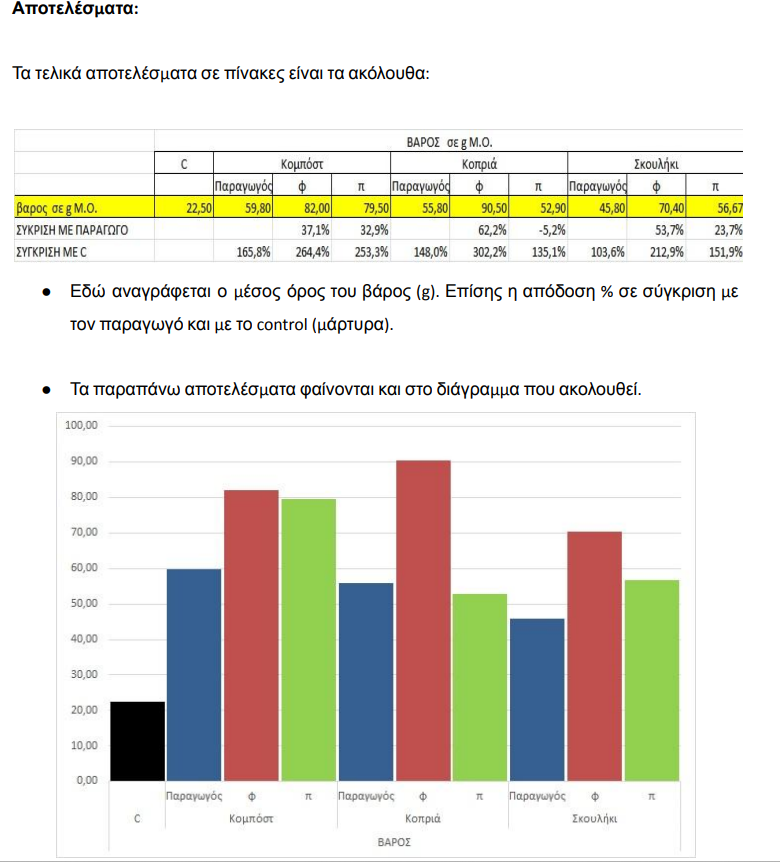 Αποτελέσματα:
Τα τελικά αποτελέσματα σε πίνακες είναι τα ακόλουθα:
ΒΑΡΟΣ σε g Μ.Ο.
C Κομπόστ Κοπριά Σκουλήκι
Παραγωγός φ π Παραγωγός φ π Παραγωγός φ π
βαρος σε g Μ.Ο. 22,50 59,80 82,00 79,50 55,80 90,50 52,90 45,80 70,40 56,67
ΣΥΚΡΙΣΗ ΜΕ ΠΑΡΑΓΩΓΟ 37,1% 32,9% 62,2% -5,2% 53,7% 23,7%
ΣΥΓΚΡΙΣΗ ΜΕ C 165,8% 264,4% 253,3% 148,0% 302,2% 135,1% 103,6% 212,9% 151,9%
● Εδώ αναγράφεται ο μέσος όρος του βάρος (g). Επίσης η απόδοση % σε σύγκριση με
τον παραγωγό και με το control (μάρτυρα).
● Τα παραπάνω αποτελέσματα φαίνονται και στο διάγραμμα που ακολουθεί.
100,00
90,00
80,00
70,00
60,00
50,00
40,00
30,00
20,00
10,00
0,00
Παραγωγός φ π Παραγωγός φ π Παραγωγός φ π
C Κομπόστ Κοπριά Σκουλήκι
ΒΑΡΟΣ